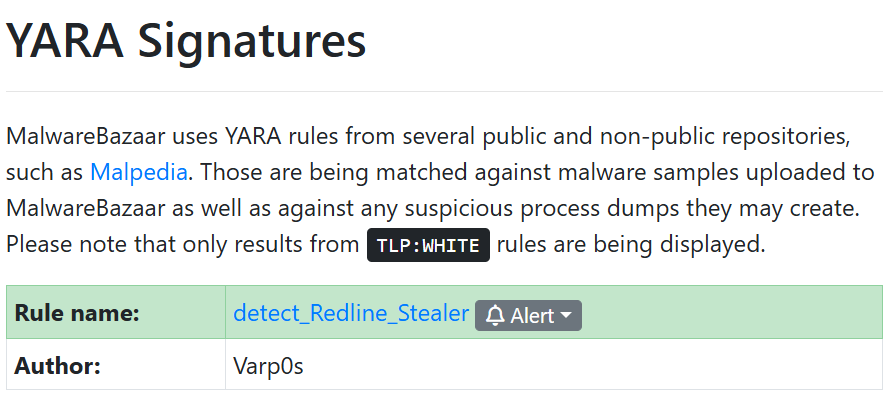 YARA Signatures
MalwareBazaar uses YARA rules from several public and non-public repositories,
such as Malpedia. Those are being matched against malware samples uploaded to
MalwareBazaar as well as against any suspicious process dumps they may create.
Please note that only results from TLP:WHITE rules are being displayed.
Rule name: detect_Redline_Stealer Alert
Author: Varp0s